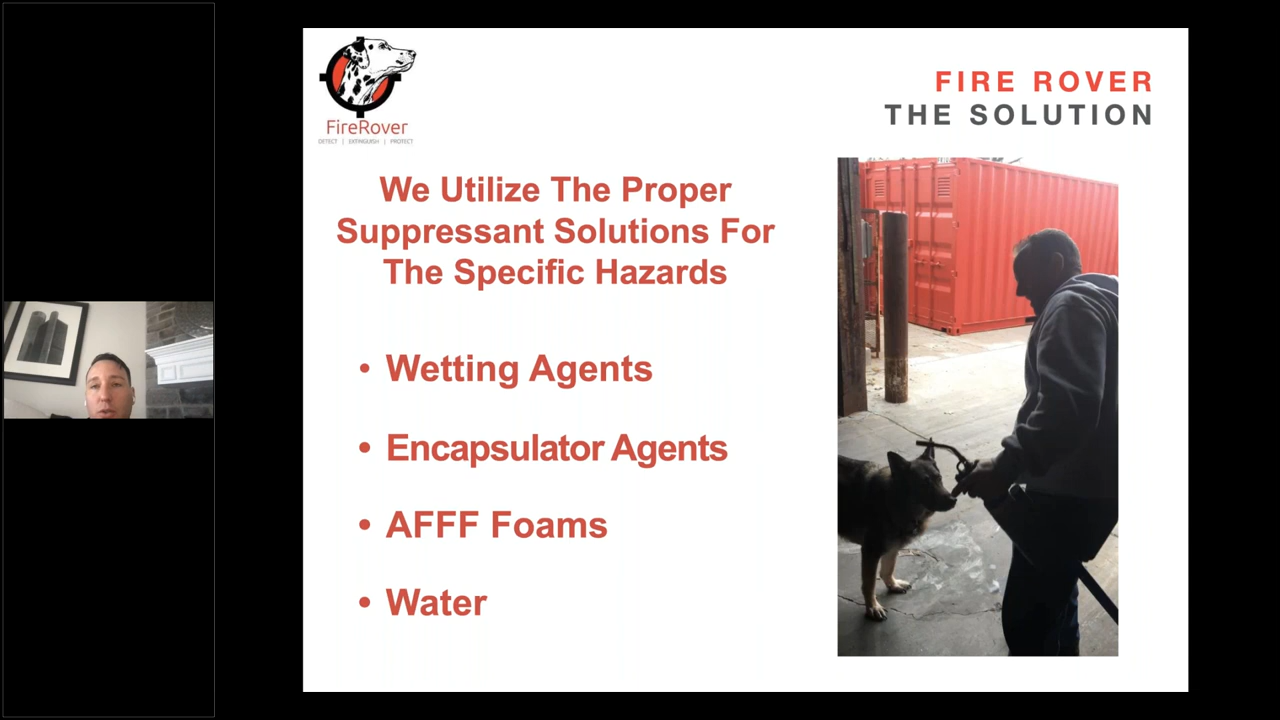 FireRover
DETECT | EXTINGUISH | PROTECT
FIRE ROVER
THE SOLUTION
We Utilize The Proper
Suppressant Solutions For
The Specific Hazards
• Wetting Agents
• Encapsulator Agents
• AFFF Foams
• Water